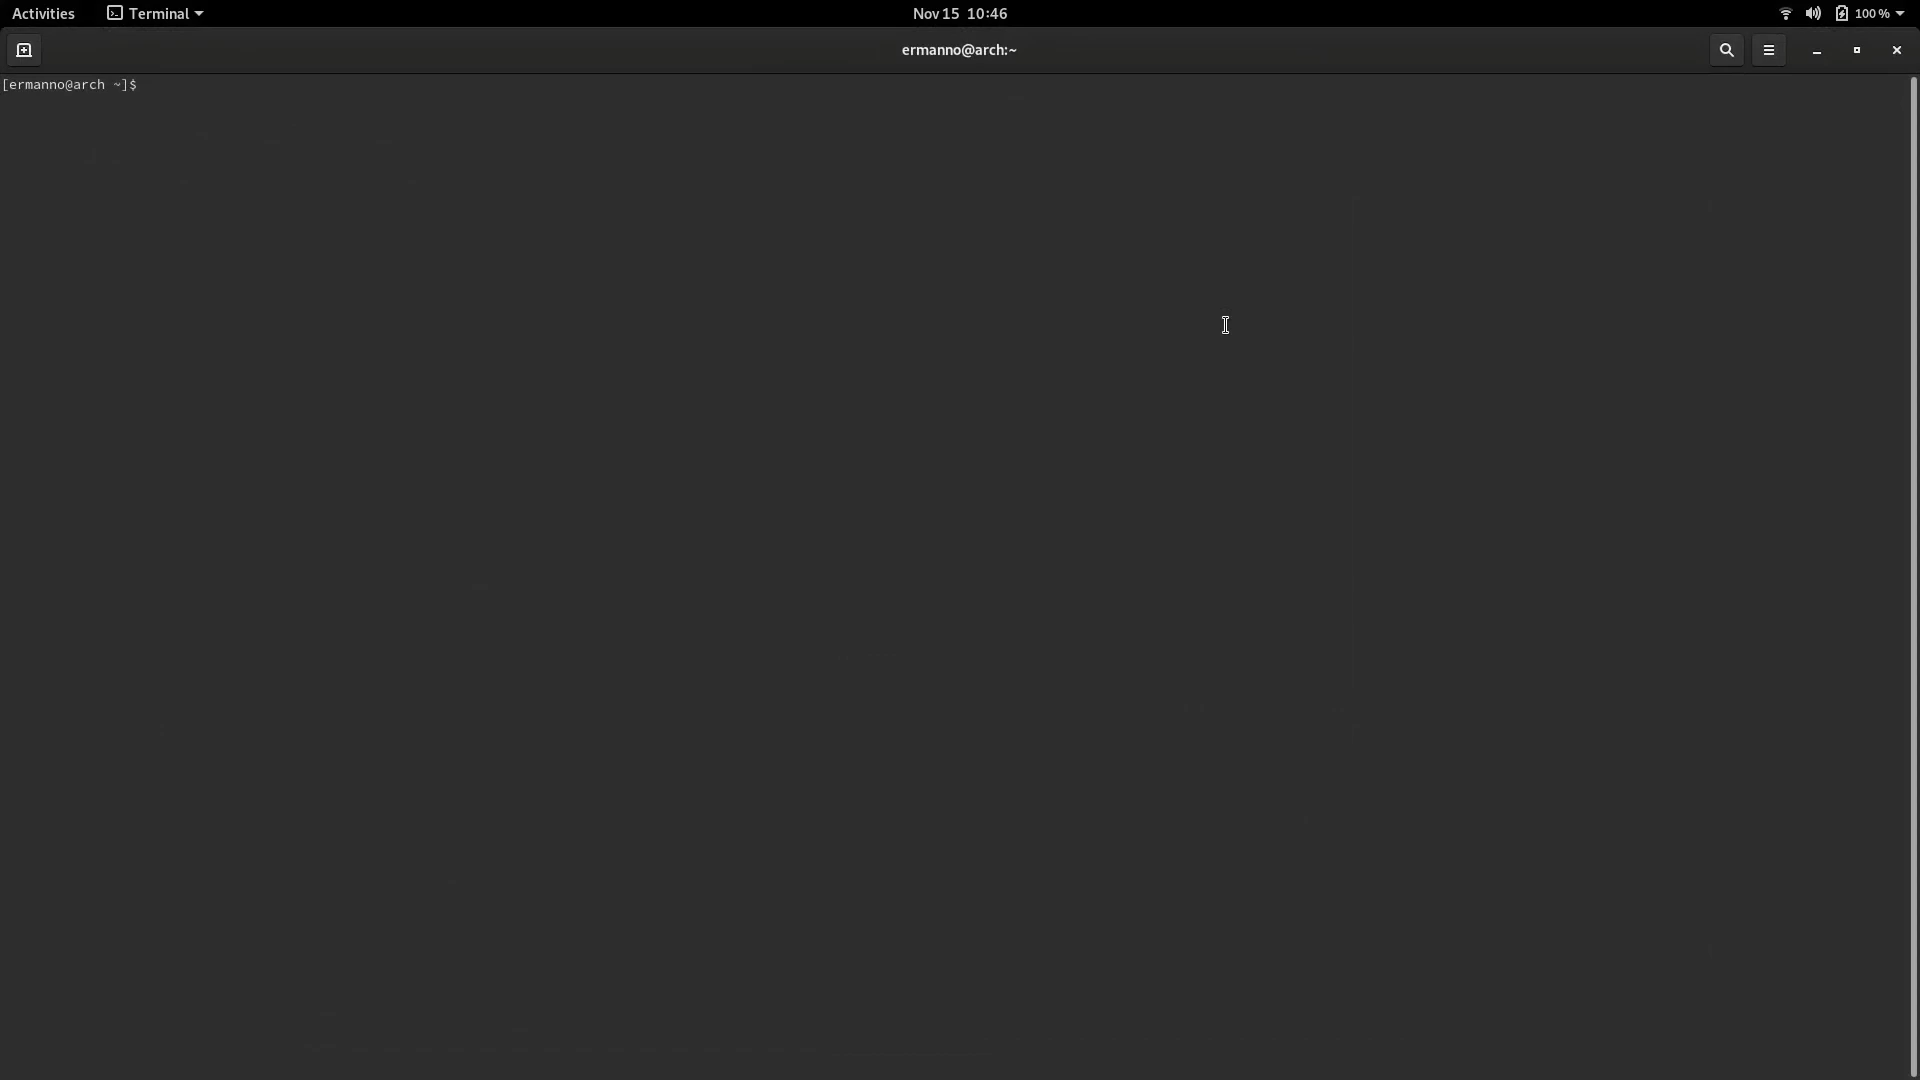 Activities Terminal Nov 15 10:46 100 %
ermanno@arch:~
[ermanno@arch ~]$